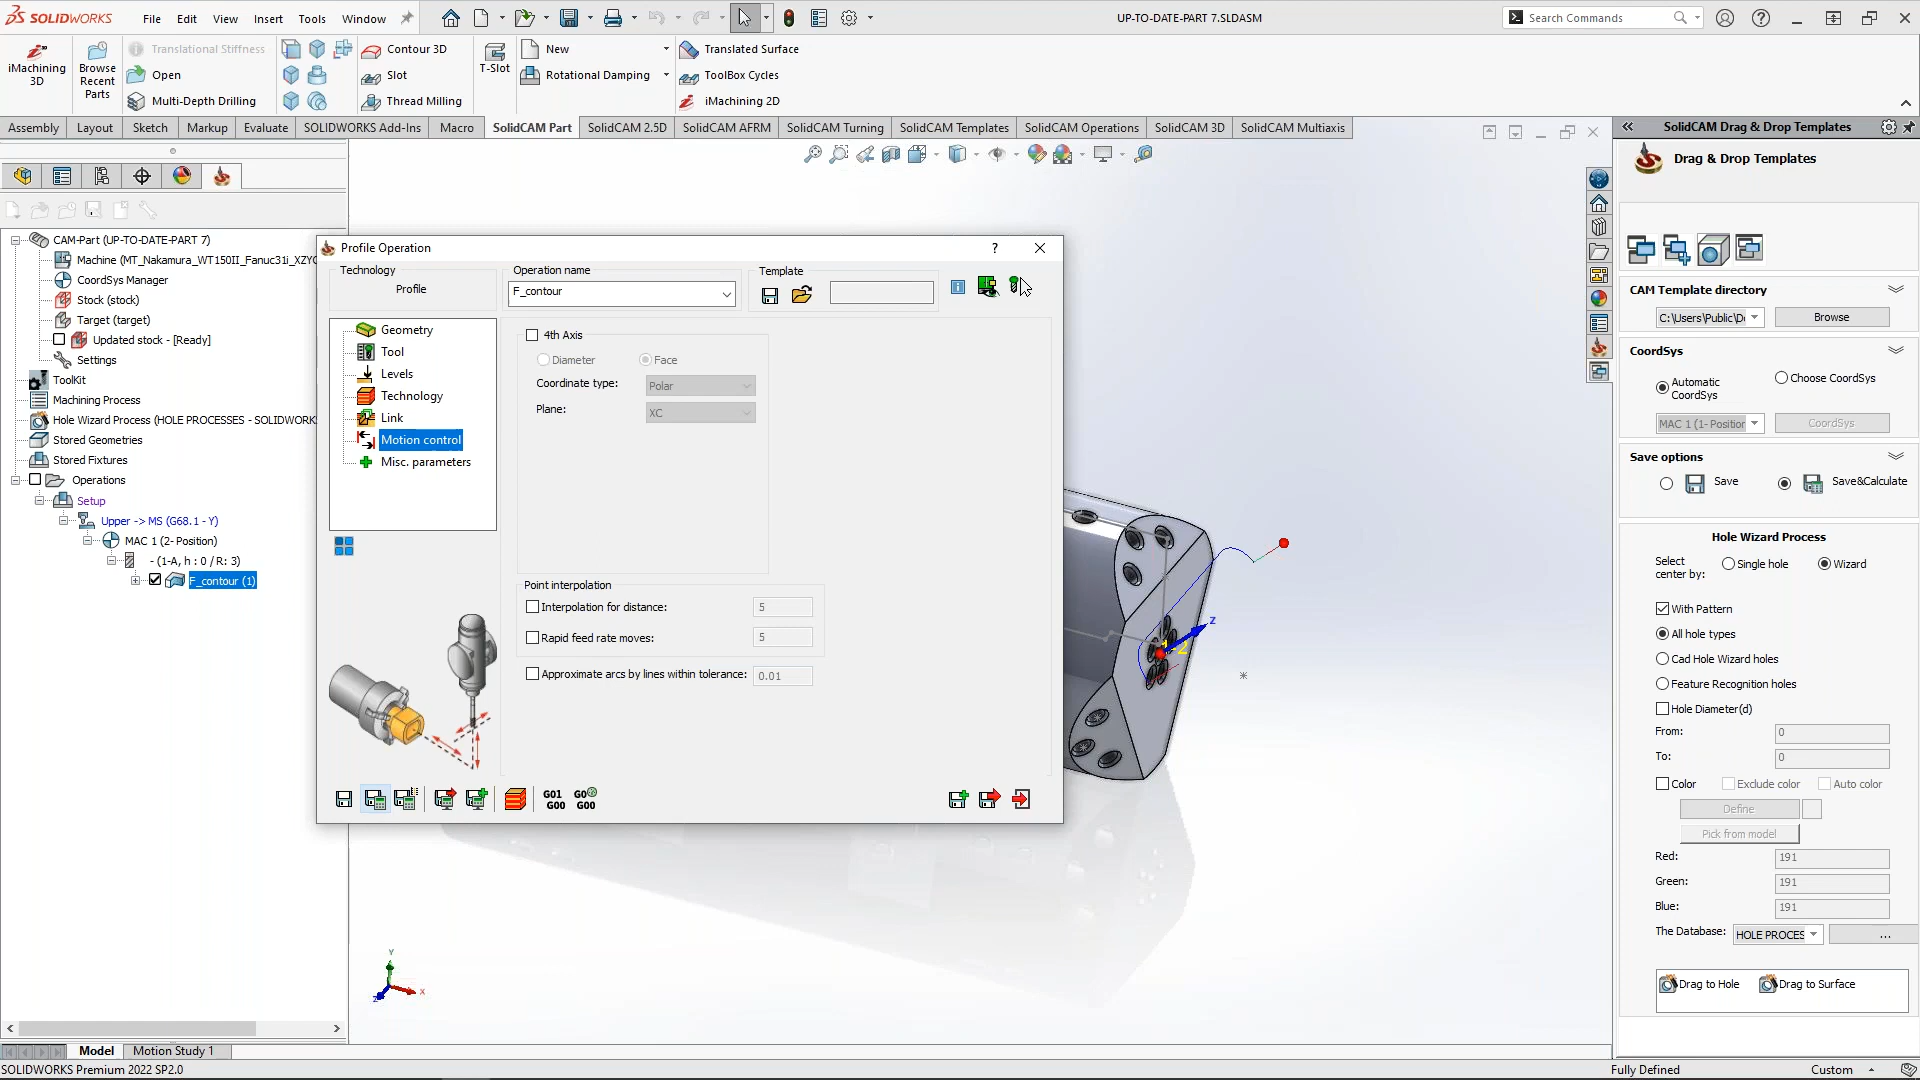 SOLIDWORKS
File Edit View Insert Tools Window
UP-TO-DATE-PART 7.SLDASM
Search Commands
iMachining
3D
Browse
Recent
Parts
Translational Stiffness
Open
Multi-Depth Drilling
Contour 3D
Slot
Thread Milling
T-Slot
New
Rotational Damping
Translated Surface
ToolBox Cycles
iMachining 2D
Assembly Layout Sketch Markup Evaluate SOLIDWORKS Add-Ins Macro SolidCAM Part SolidCAM 2.5D SolidCAM AFRM SolidCAM Turning SolidCAM Templates SolidCAM Operations SolidCAM 3D SolidCAM Multiaxis
CAM-Part (UP-TO-DATE-PART 7)
Machine (MT_Nakamura_WT150II_Fanuc31i_XZYC
CoordSys Manager
Stock (stock)
Target (target)
Updated stock - [Ready]
Settings
ToolKit
Machining Process
Hole Wizard Process (HOLE PROCESSES - SOLIDWORK
Stored Geometries
Stored Fixtures
Operations
Setup
Upper -> MS (G68.1 - Y)
MAC 1 (2- Position)
- (1-A, h : 0 / R: 3)
F_contour (1)
Profile Operation
?
Technology
Profile
Operation name
F_contour
Template
Geometry
Tool
Levels
Technology
Link
Motion control
Misc. parameters
4th Axis
Diameter Face
Coordinate type: Polar
Plane: XC
Point interpolation
Interpolation for distance: 5
Rapid feed rate moves: 5
Approximate arcs by lines within tolerance: 0.01
G01
G00
G0
G00
Z
Y
X
Z
SolidCAM Drag & Drop Templates
Drag & Drop Templates
CAM Template directory
C:\Users\Public\D Browse
CoordSys
Automatic
CoordSys
Choose CoordSys
MAC 1 (1- Position CoordSys
Save options
Save Save&Calculate
Hole Wizard Process
Select
center by:
Single hole Wizard
With Pattern
All hole types
Cad Hole Wizard holes
Feature Recognition holes
Hole Diameter(d)
From: 0
To: 0
Color Exclude color Auto color
Define
Pick from model
Red: 191
Green: 191
Blue: 191
The Database: HOLE PROCES ...
Drag to Hole Drag to Surface
Model Motion Study 1
SOLIDWORKS Premium 2022 SP2.0
Fully Defined Custom